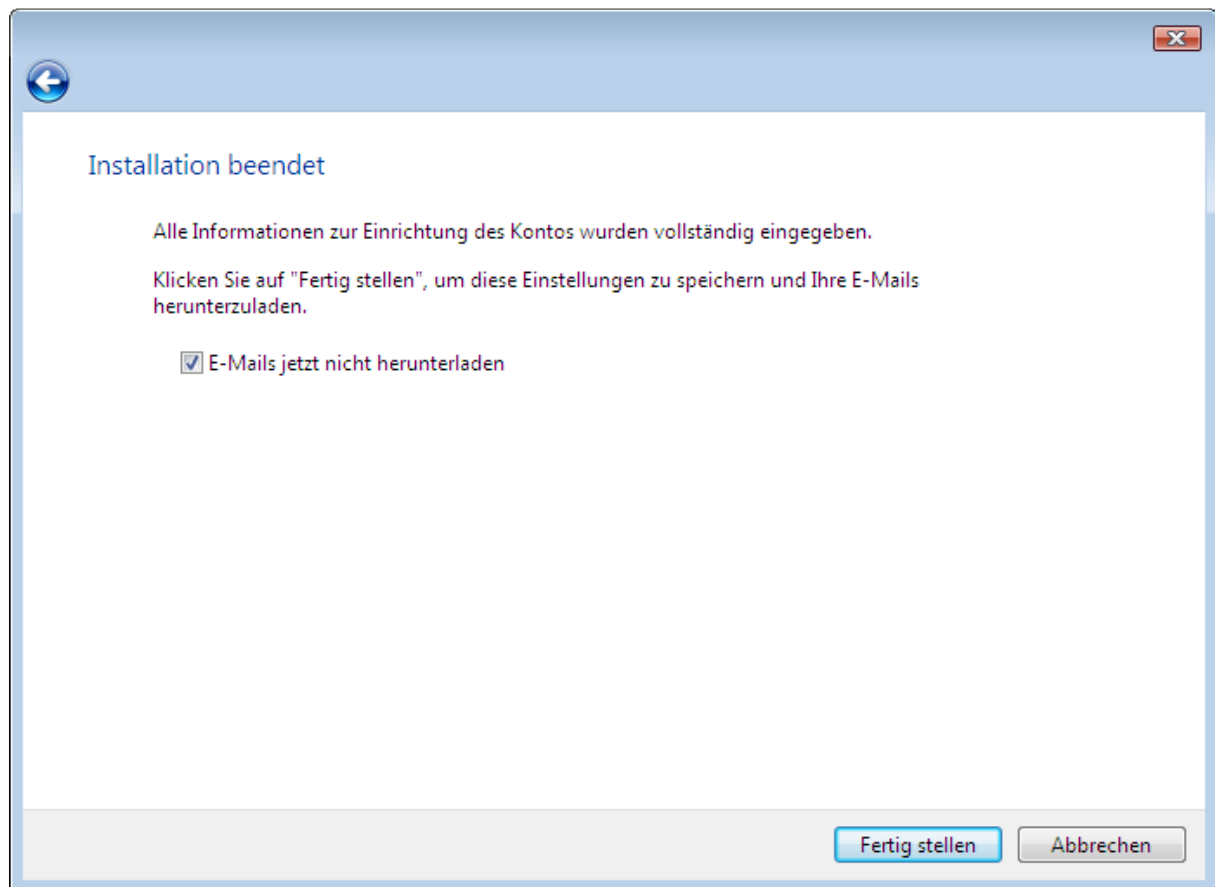 Installation beendet
Alle Informationen zur Einrichtung des Kontos wurden vollständig eingegeben.
Klicken Sie auf "Fertig stellen", um diese Einstellungen zu speichern und Ihre E-Mails
herunterzuladen.
E-Mails jetzt nicht herunterladen
Fertig stellen
Abbrechen